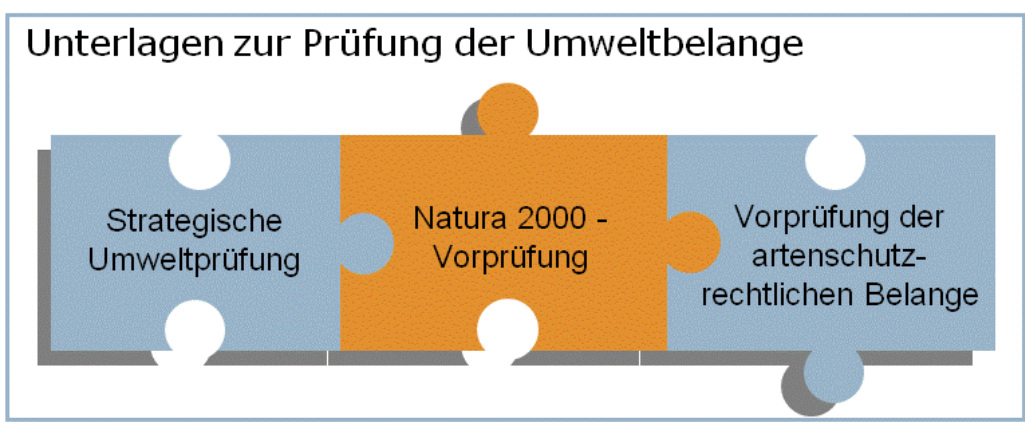 Unterlagen zur Prüfung der Umweltbelange
Strategische
Umweltprüfung
Natura 2000 -
Vorprüfung
Vorprüfung der
artenschutz-
rechtlichen Belange